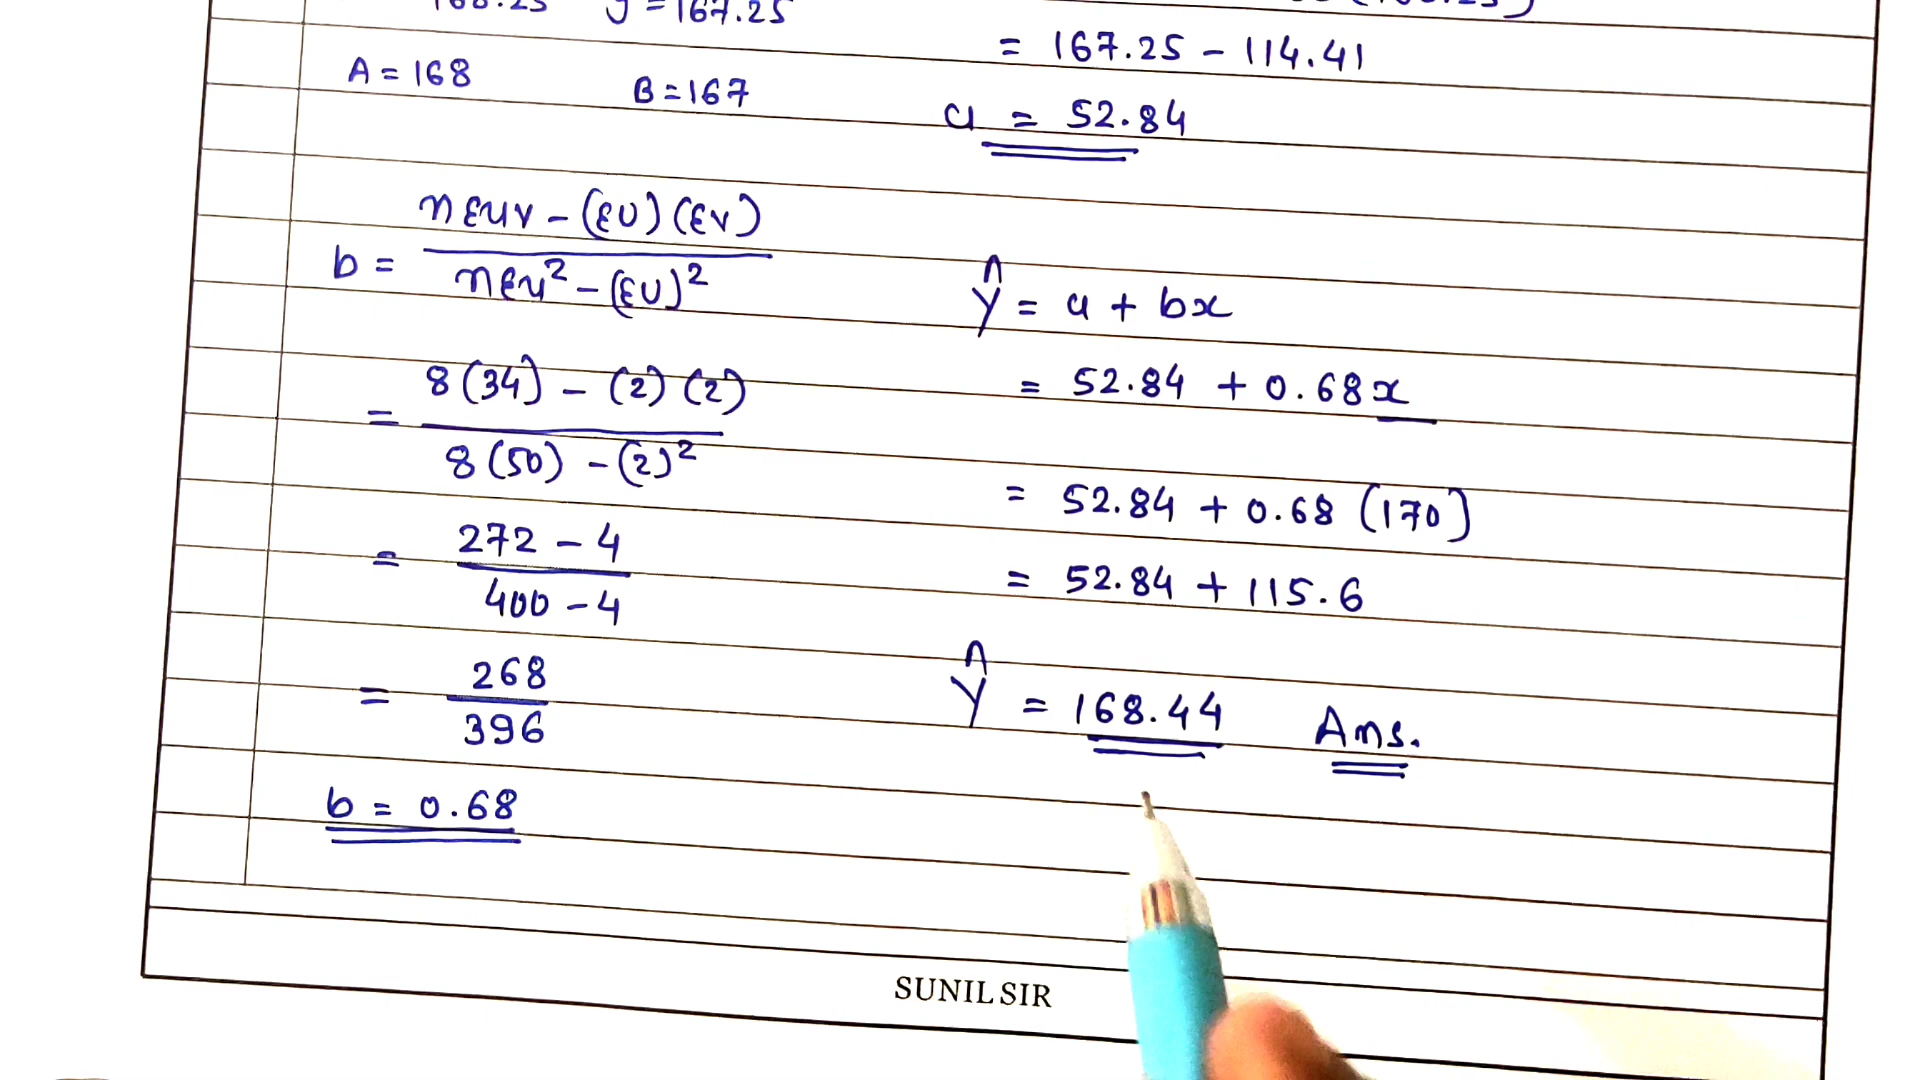 ȳ = 167.25
A = 168 B = 167
b = nΣuv - (Σu)(Σv) / nΣu² - (Σu)²
= 8(34) - (2)(2) / 8(50) - (2)²
= 272 - 4 / 400 - 4
= 268 / 396
b = 0.68
= 167.25 - 114.41
a = 52.84
Ŷ = a + bx
= 52.84 + 0.68x
= 52.84 + 0.68 (170)
= 52.84 + 115.6
Ŷ = 168.44 Ans.
SUNIL SIR